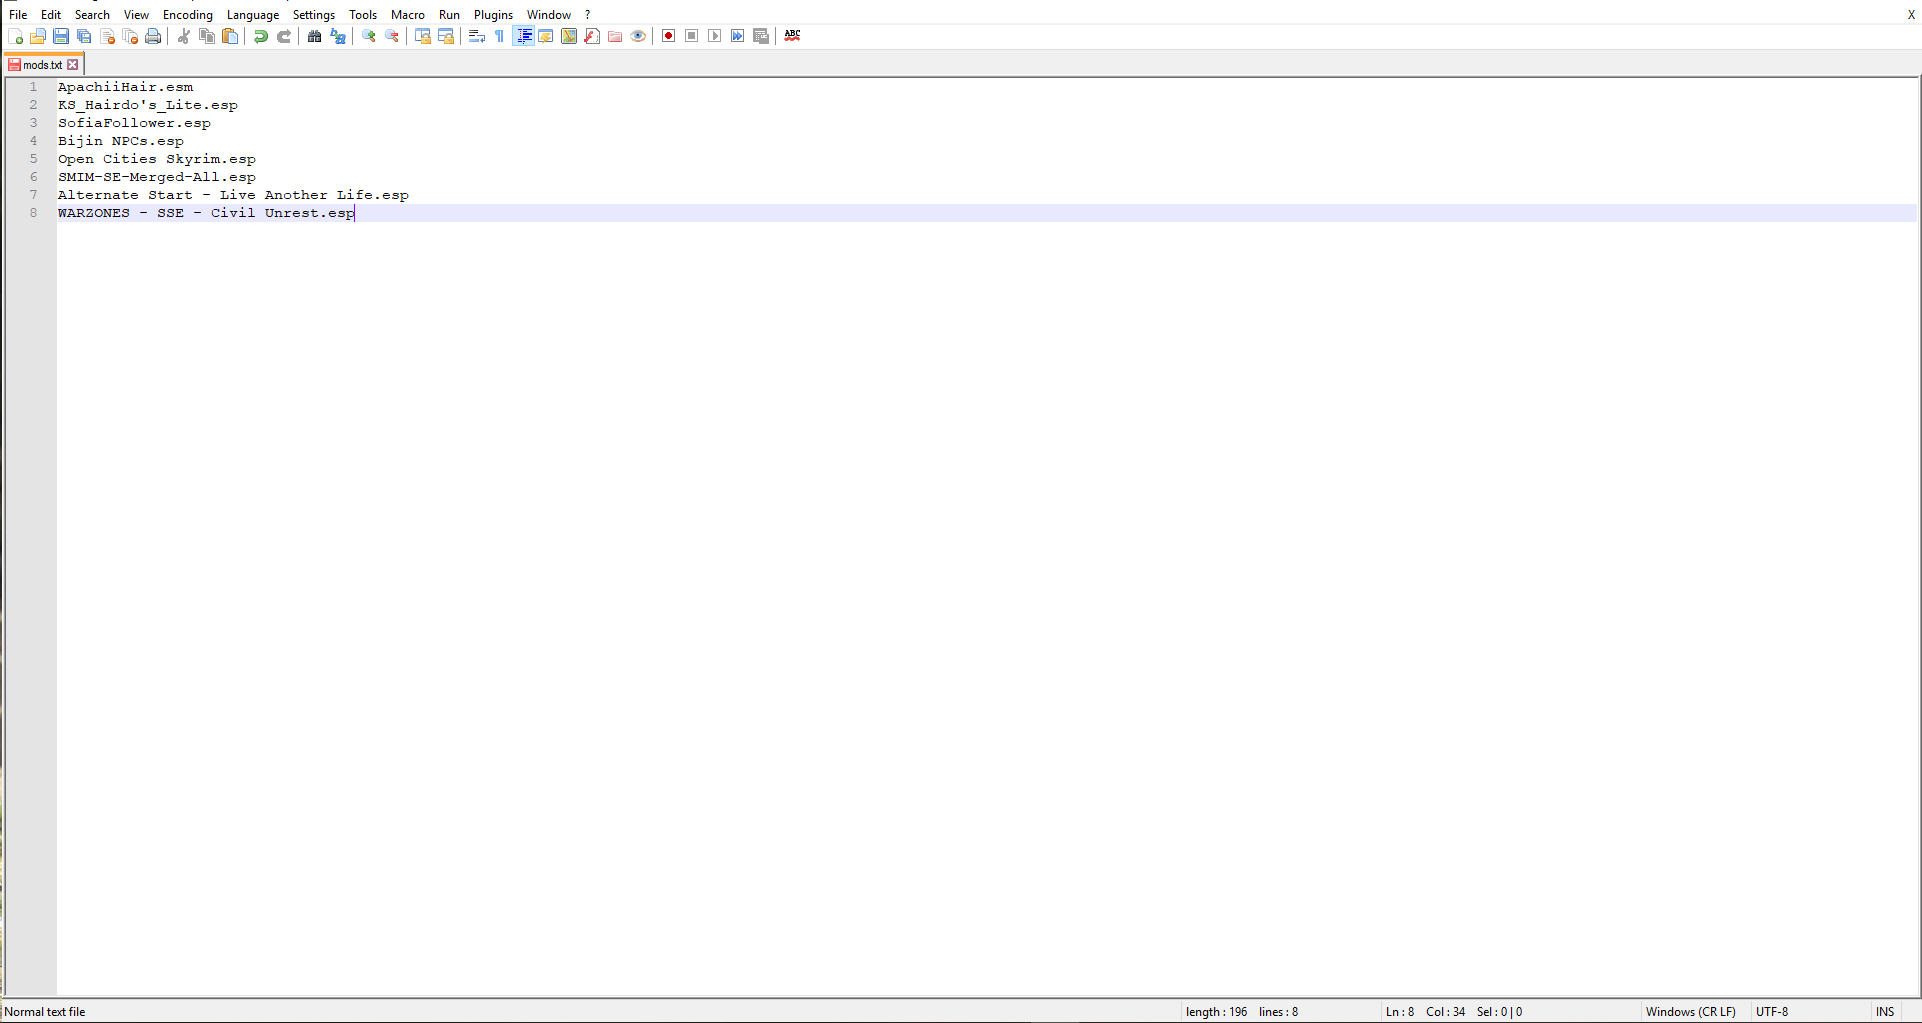 File Edit Search View Encoding Language Settings Tools Macro Run Plugins Window ? X
ABC
mods.txt
1 ApachiiHair.esm
2 KS_Hairdo's_Lite.esp
3 SofiaFollower.esp
4 Bijin NPCs.esp
5 Open Cities Skyrim.esp
6 SMIM-SE-Merged-All.esp
7 Alternate Start - Live Another Life.esp
8 WARZONES - SSE - Civil Unrest.esp
Normal text file length : 196 lines : 8 Ln : 8 Col : 34 Sel : 0 | 0 Windows (CR LF) UTF-8 INS